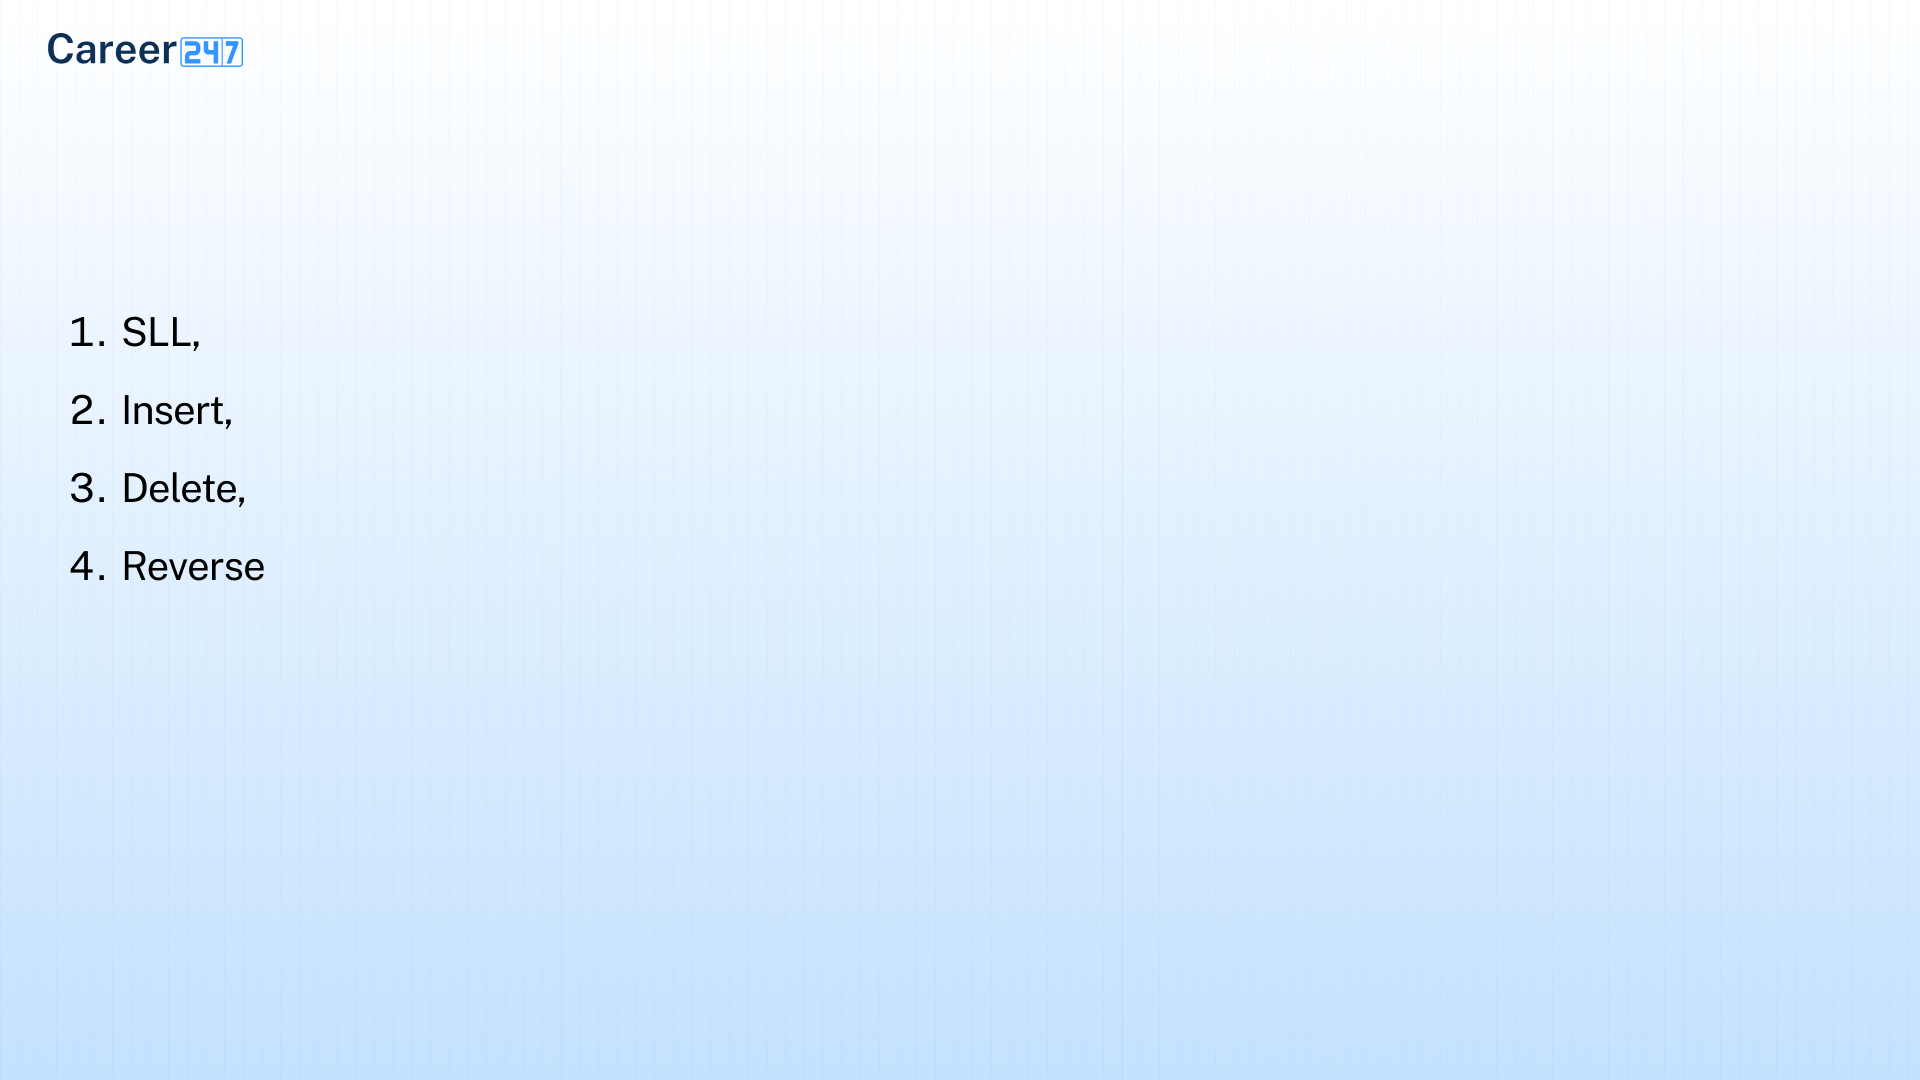 Career247
1. SLL,
2. Insert,
3. Delete,
4. Reverse